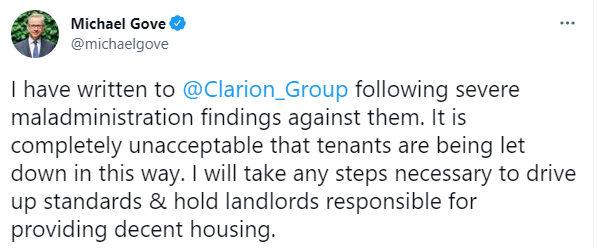 Michael Gove
@michaelgove
I have written to @Clarion_Group following severe
maladministration findings against them. It is
completely unacceptable that tenants are being let
down in this way. I will take any steps necessary to drive
up standards & hold landlords responsible for
providing decent housing.